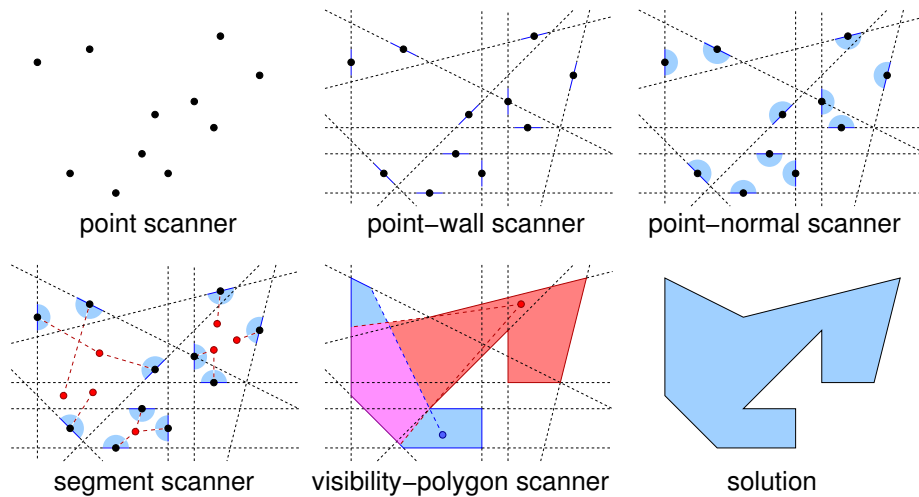 point scanner
point−wall scanner
point−normal scanner
segment scanner
visibility−polygon scanner
solution